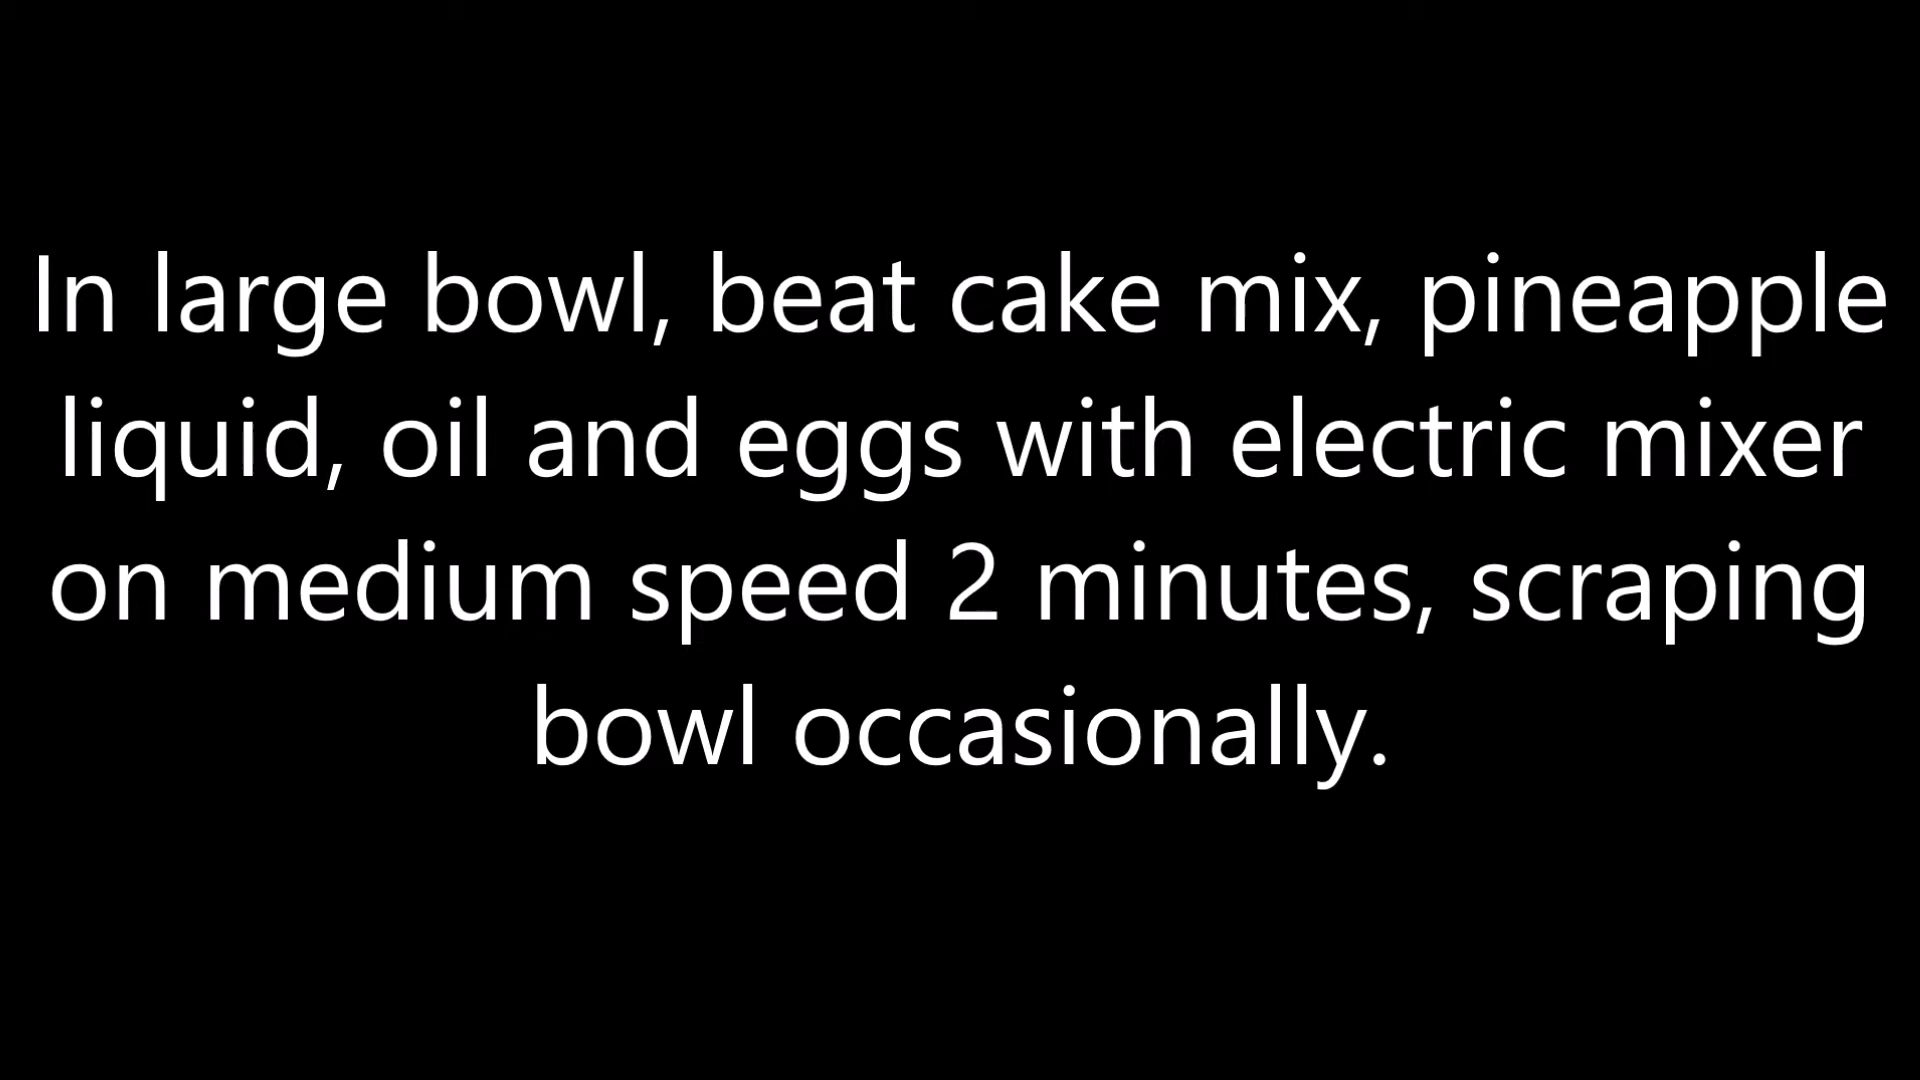 In large bowl, beat cake mix, pineapple
liquid, oil and eggs with electric mixer
on medium speed 2 minutes, scraping
bowl occasionally.